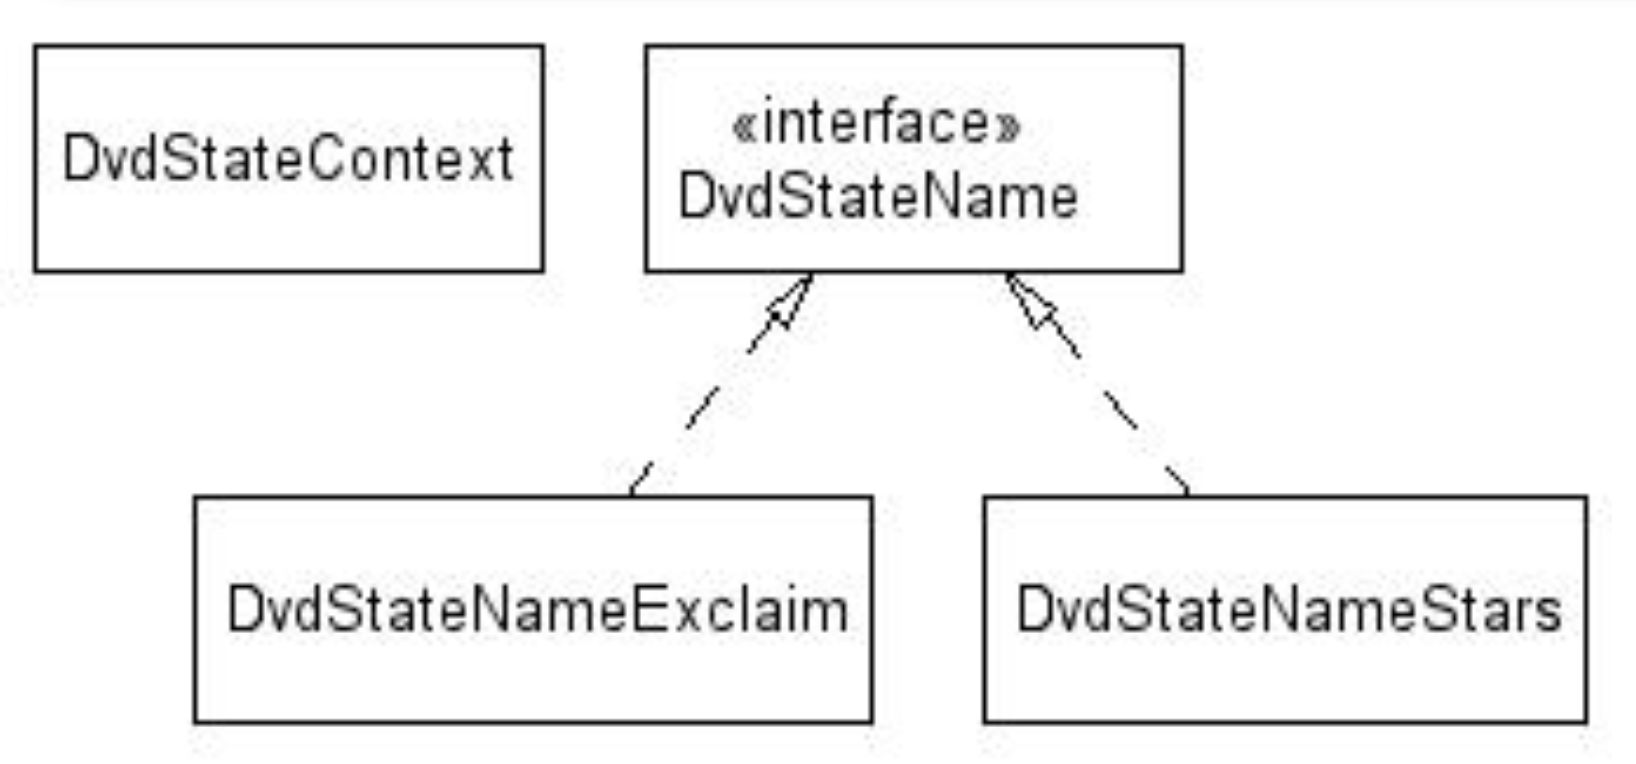 DvdStateContext
«interface»
DvdStateName
DvdStateNameExclaim
DvdStateNameStars